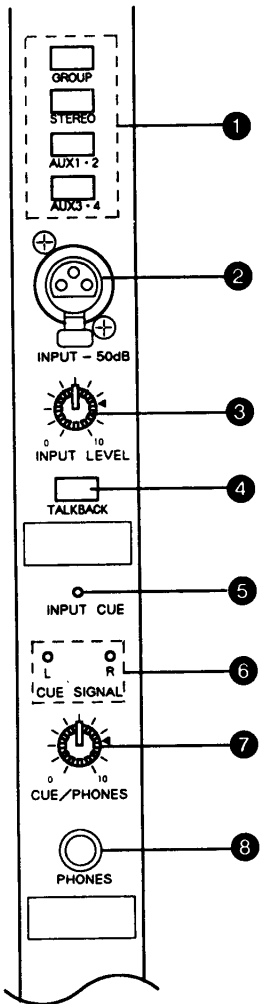 GROUP
STEREO
AUX1・2
AUX3・4
1
2
INPUT – 50dB
3
0 10
INPUT LEVEL
4
TALKBACK
5
INPUT CUE
6
L R
CUE SIGNAL
7
0 10
CUE/PHONES
8
PHONES